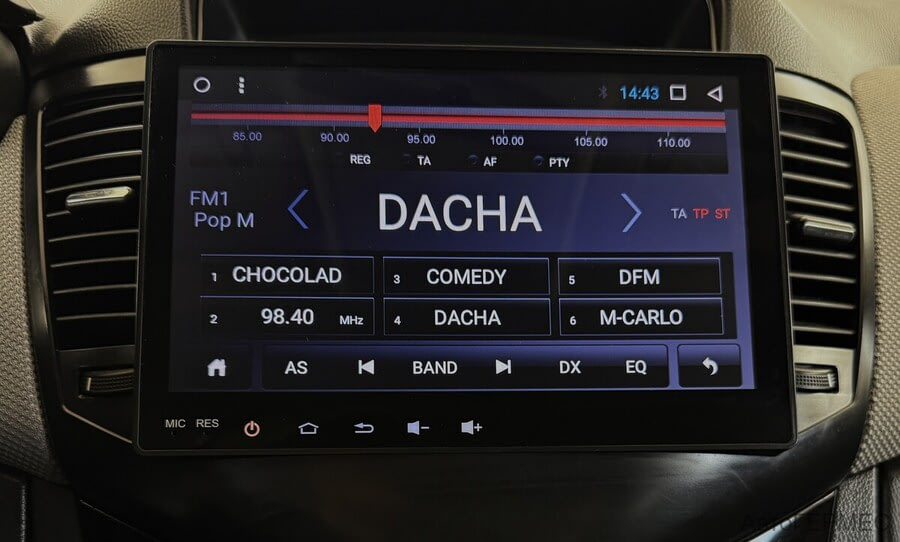 14:43
85.00 90.00 95.00 100.00 105.00 110.00
REG TA AF PTY
FM1
Pop M
DACHA
TA TP ST
1 CHOCOLAD 3 COMEDY 5 DFM
2 98.40 MHz 4 DACHA 6 M-CARLO
AS BAND DX EQ
MIC RES